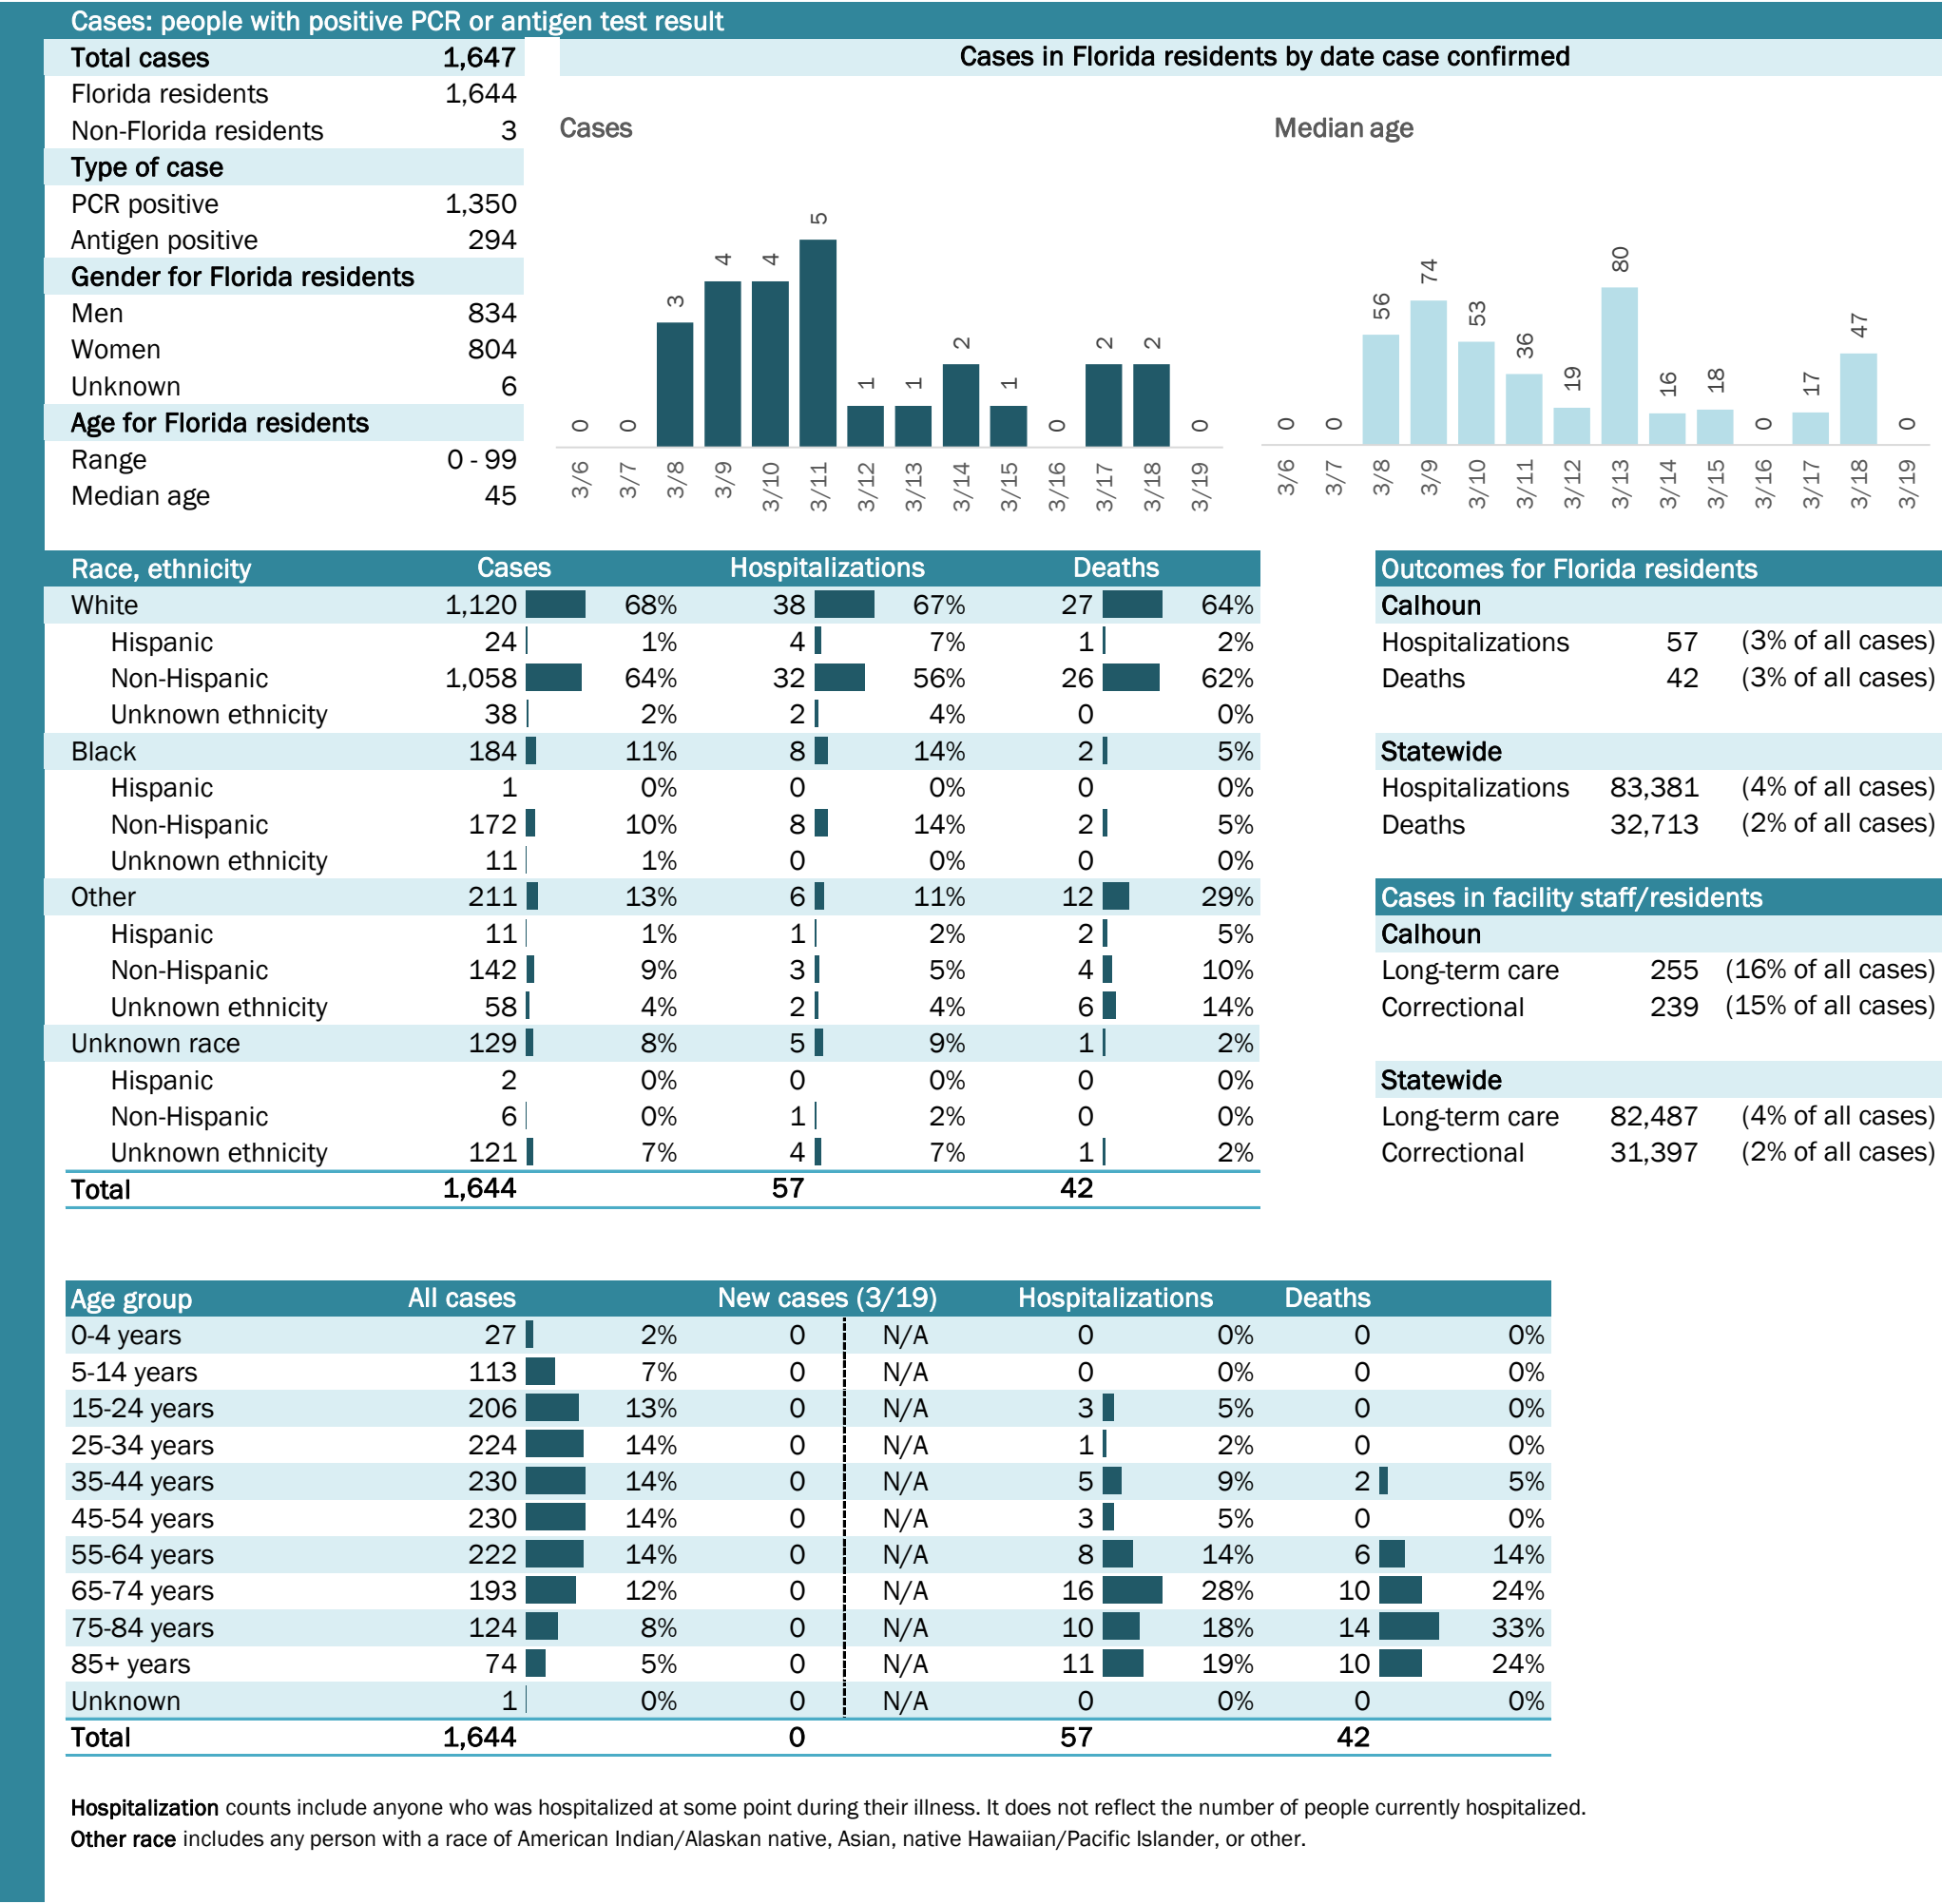 Cases: people with positive PCR or antigen test result
Total cases 1,647
Florida residents 1,644
Non-Florida residents 3
Type of case
PCR positive 1,350
Antigen positive 294
Gender for Florida residents
Men 834
Women 804
Unknown 6
Age for Florida residents
Range 0 - 99
Median age 45
Cases in Florida residents by date case confirmed
Cases
0 0 3 4 4 5 1 1 2 1 0 2 2 0
3/6 3/7 3/8 3/9 3/10 3/11 3/12 3/13 3/14 3/15 3/16 3/17 3/18 3/19
Median age
0 0 56 74 53 36 19 80 16 18 0 17 47 0
3/6 3/7 3/8 3/9 3/10 3/11 3/12 3/13 3/14 3/15 3/16 3/17 3/18 3/19
Race, ethnicity Cases Hospitalizations Deaths
White 1,120 68% 38 67% 27 64%
Hispanic 24 1% 4 7% 1 2%
Non-Hispanic 1,058 64% 32 56% 26 62%
Unknown ethnicity 38 2% 2 4% 0 0%
Black 184 11% 8 14% 2 5%
Hispanic 1 0% 0 0% 0 0%
Non-Hispanic 172 10% 8 14% 2 5%
Unknown ethnicity 11 1% 0 0% 0 0%
Other 211 13% 6 11% 12 29%
Hispanic 11 1% 1 2% 2 5%
Non-Hispanic 142 9% 3 5% 4 10%
Unknown ethnicity 58 4% 2 4% 6 14%
Unknown race 129 8% 5 9% 1 2%
Hispanic 2 0% 0 0% 0 0%
Non-Hispanic 6 0% 1 2% 0 0%
Unknown ethnicity 121 7% 4 7% 1 2%
Total 1,644 57 42
Outcomes for Florida residents
Calhoun
Hospitalizations 57 (3% of all cases)
Deaths 42 (3% of all cases)
Statewide
Hospitalizations 83,381 (4% of all cases)
Deaths 32,713 (2% of all cases)
Cases in facility staff/residents
Calhoun
Long-term care 255 (16% of all cases)
Correctional 239 (15% of all cases)
Statewide
Long-term care 82,487 (4% of all cases)
Correctional 31,397 (2% of all cases)
Age group All cases New cases (3/19) Hospitalizations Deaths
0-4 years 27 2% 0 N/A 0 0% 0 0%
5-14 years 113 7% 0 N/A 0 0% 0 0%
15-24 years 206 13% 0 N/A 3 5% 0 0%
25-34 years 224 14% 0 N/A 1 2% 0 0%
35-44 years 230 14% 0 N/A 5 9% 2 5%
45-54 years 230 14% 0 N/A 3 5% 0 0%
55-64 years 222 14% 0 N/A 8 14% 6 14%
65-74 years 193 12% 0 N/A 16 28% 10 24%
75-84 years 124 8% 0 N/A 10 18% 14 33%
85+ years 74 5% 0 N/A 11 19% 10 24%
Unknown 1 0% 0 N/A 0 0% 0 0%
Total 1,644 0 57 42
Hospitalization counts include anyone who was hospitalized at some point during their illness. It does not reflect the number of people currently hospitalized.
Other race includes any person with a race of American Indian/Alaskan native, Asian, native Hawaiian/Pacific Islander, or other.